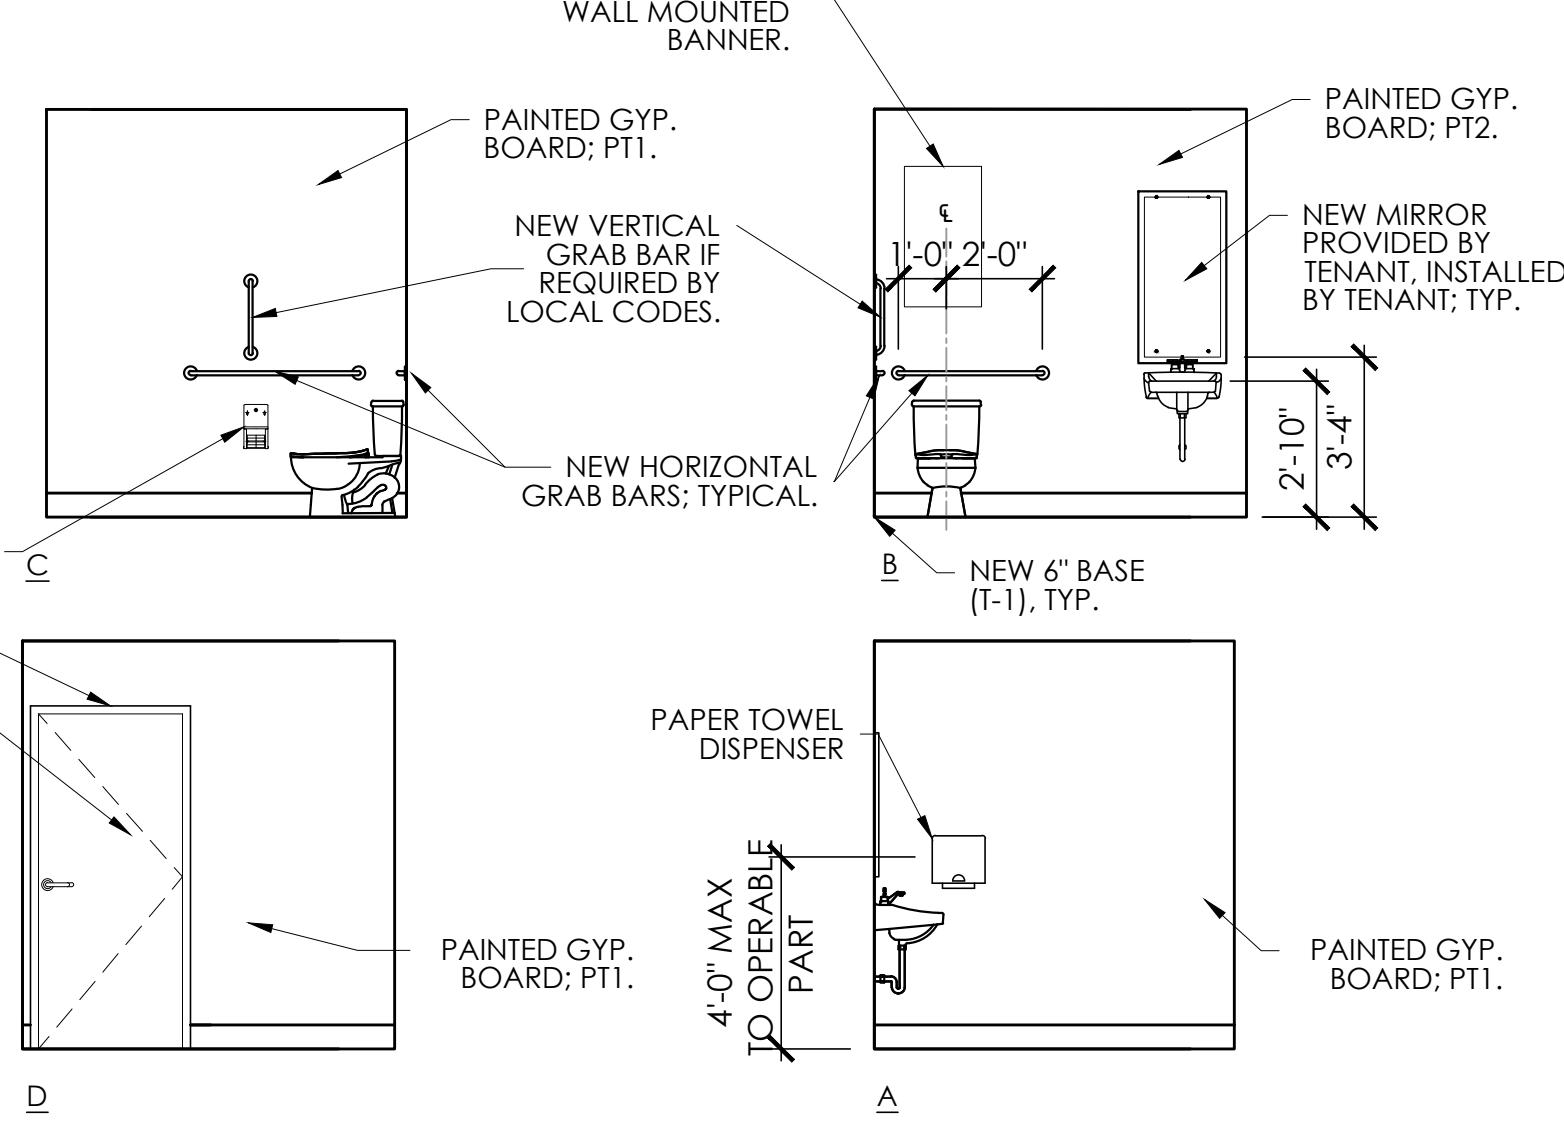 WALL MOUNTED
BANNER.
PAINTED GYP.
BOARD; PT1.
NEW VERTICAL
GRAB BAR IF
REQUIRED BY
LOCAL CODES.
NEW HORIZONTAL
GRAB BARS; TYPICAL.
C
PAINTED GYP.
BOARD; PT2.
℄
1'-0" 2'-0"
NEW MIRROR
PROVIDED BY
TENANT, INSTALLED
BY TENANT; TYP.
2'-10"
3'-4"
B
NEW 6" BASE
(T-1), TYP.
PAINTED GYP.
BOARD; PT1.
D
PAPER TOWEL
DISPENSER
4'-0" MAX
TO OPERABLE
PART
PAINTED GYP.
BOARD; PT1.
A